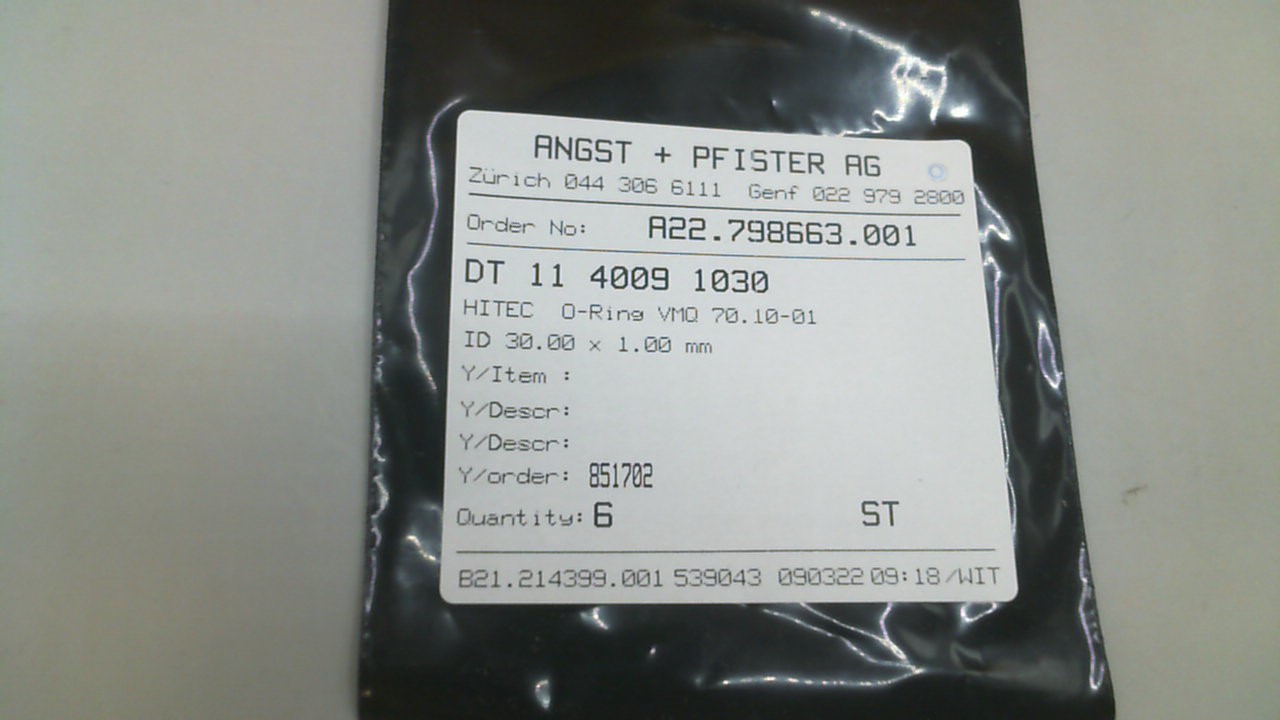 ANGST + PFISTER AG
Zürich 044 306 6111 Genf 022 979 2800
Order No: A22.798663.001
DT 11 4009 1030
HITEC O-Ring VMQ 70.10-01
ID 30.00 x 1.00 mm
Y/Item :
Y/Descr:
Y/Descr:
Y/order: 851702
Quantity: 6 ST
B21.214399.001 539043 090322 09:18/WIT